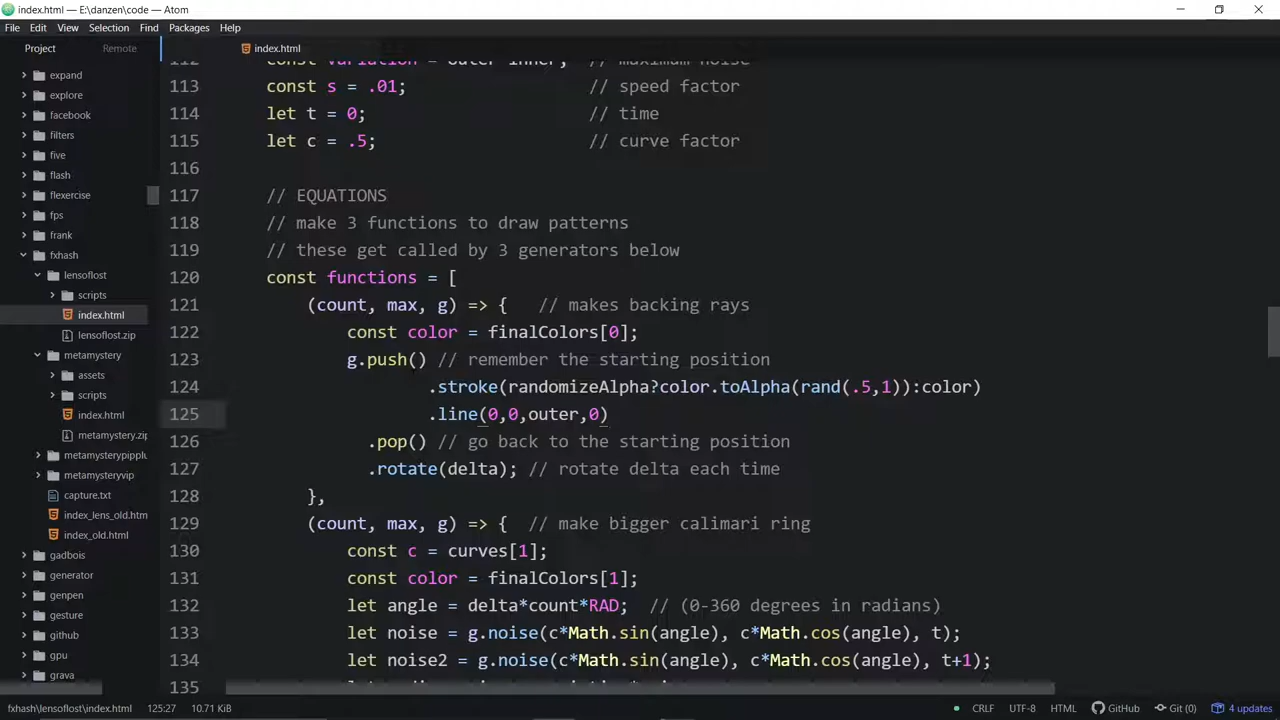 index.html — E:\danzen\code — Atom
File Edit View Selection Find Packages Help
Project Remote
expand
explore
facebook
filters
five
flash
flexercise
fps
frank
fxhash
lensoflost
scripts
index.html
lensoflost.zip
metamystery
assets
scripts
index.html
metamystery.zip
metamysterypipplu
metamysteryvip
capture.txt
index_lens_old.htm
index_old.html
gadbois
generator
genpen
gesture
github
gpu
grava
index.html
112 const variation = outer-inner; // maximum noise
113 const s = .01; // speed factor
114 let t = 0; // time
115 let c = .5; // curve factor
116
117 // EQUATIONS
118 // make 3 functions to draw patterns
119 // these get called by 3 generators below
120 const functions = [
121 (count, max, g) => { // makes backing rays
122 const color = finalColors[0];
123 g.push() // remember the starting position
124 .stroke(randomizeAlpha?color.toAlpha(rand(.5,1)):color)
125 .line(0,0,outer,0)
126 .pop() // go back to the starting position
127 .rotate(delta); // rotate delta each time
128 },
129 (count, max, g) => { // make bigger calimari ring
130 const c = curves[1];
131 const color = finalColors[1];
132 let angle = delta*count*RAD; // (0-360 degrees in radians)
133 let noise = g.noise(c*Math.sin(angle), c*Math.cos(angle), t);
134 let noise2 = g.noise(c*Math.sin(angle), c*Math.cos(angle), t+1);
135
fxhash\lensoflost\index.html 125:27 10.71 KiB CRLF UTF-8 HTML GitHub Git (0) 4 updates